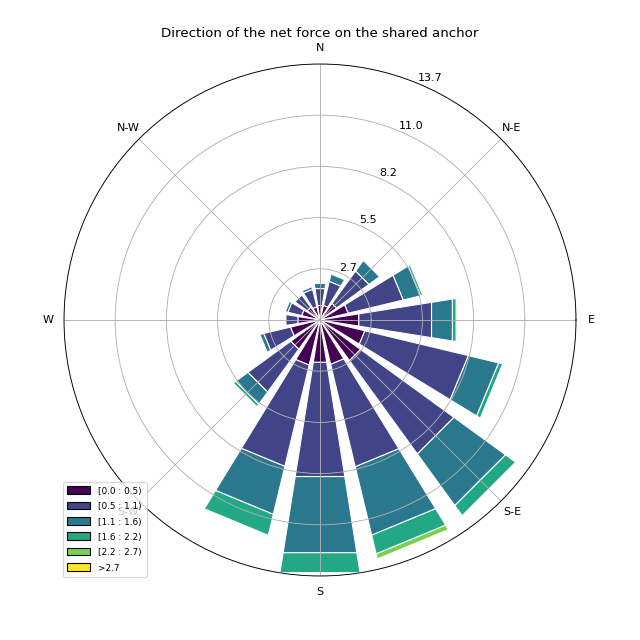 Direction of the net force on the shared anchor
N
13.7
N-W
11.0
N-E
8.2
5.5
2.7
W
E
[0.0 : 0.5)
[0.5 : 1.1)
S-W
S-E
[1.1 : 1.6)
[1.6 : 2.2)
[2.2 : 2.7)
>2.7
S